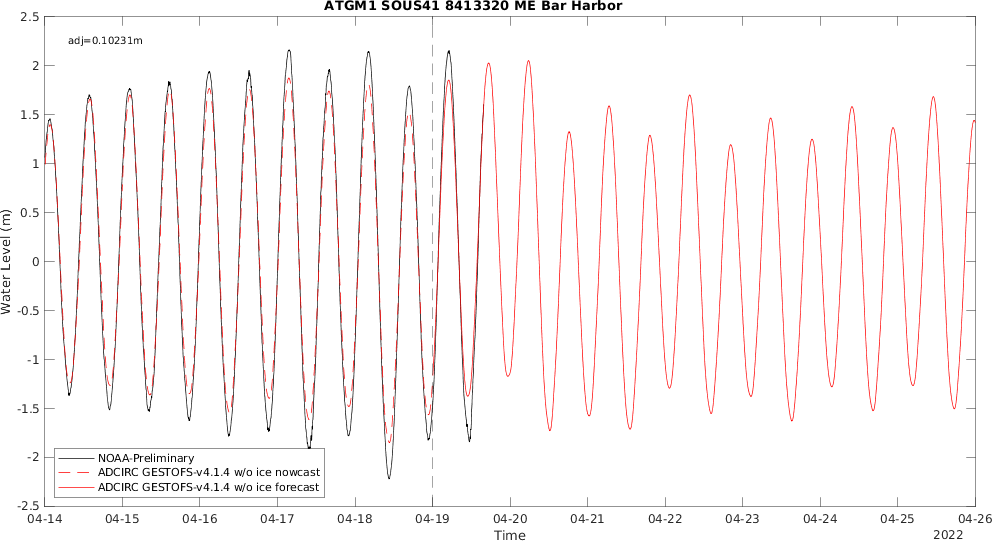 ATGM1 SOUS41 8413320 ME Bar Harbor
adj=0.10231m
2.5
2
1.5
1
0.5
0
-0.5
-1
-1.5
-2
-2.5
Water Level (m)
NOAA-Preliminary
ADCIRC GESTOFS-v4.1.4 w/o ice nowcast
ADCIRC GESTOFS-v4.1.4 w/o ice forecast
04-14 04-15 04-16 04-17 04-18 04-19 04-20 04-21 04-22 04-23 04-24 04-25 04-26
Time
2022